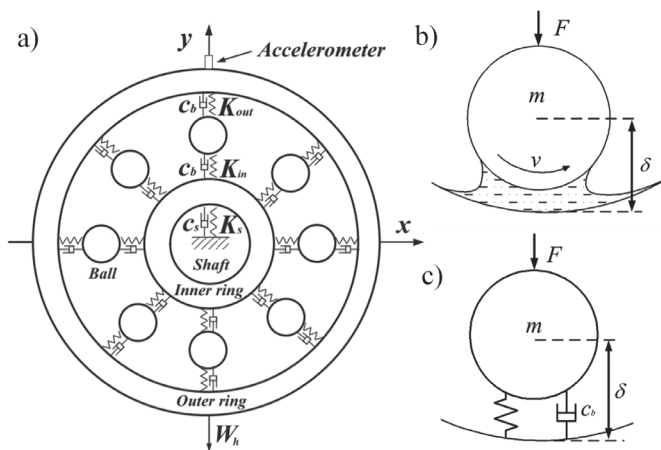 a)
y
Accelerometer
c_b K_out
c_b K_in
c_s K_s
Shaft
x
Ball
Inner ring
Outer ring
W_h
b)
F
m
δ
v
c)
F
m
δ
c_b